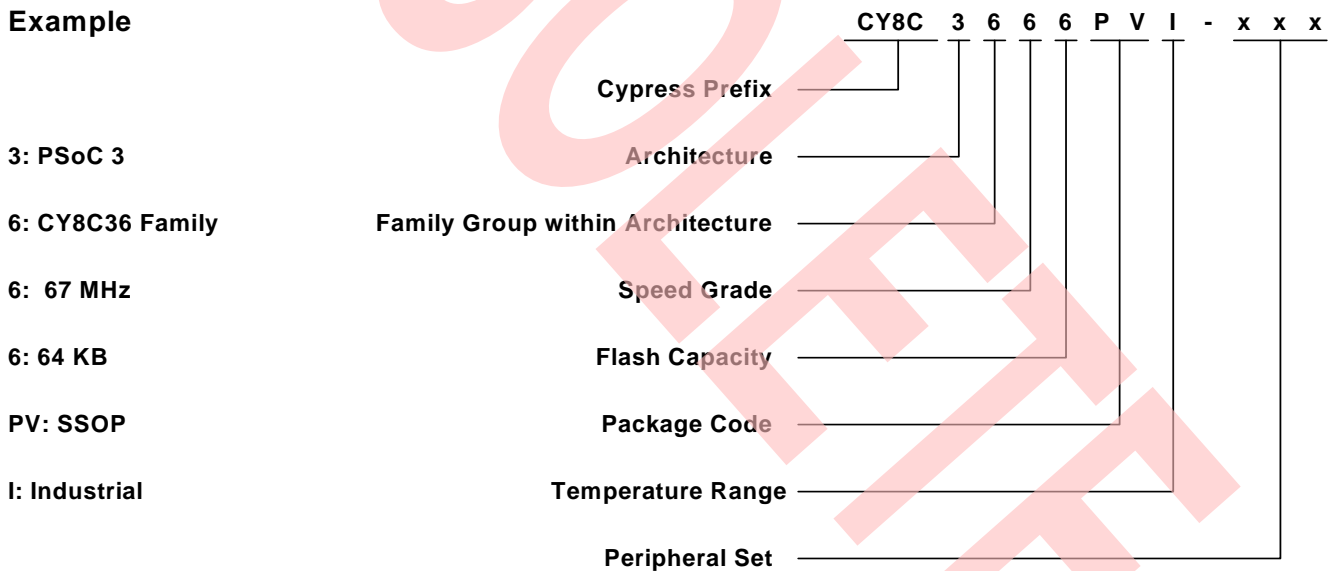 Example CY8C 3 6 6 6 P V I - x x x
Cypress Prefix
3: PSoC 3 Architecture
6: CY8C36 Family Family Group within Architecture
6: 67 MHz Speed Grade
6: 64 KB Flash Capacity
PV: SSOP Package Code
I: Industrial Temperature Range
Peripheral Set